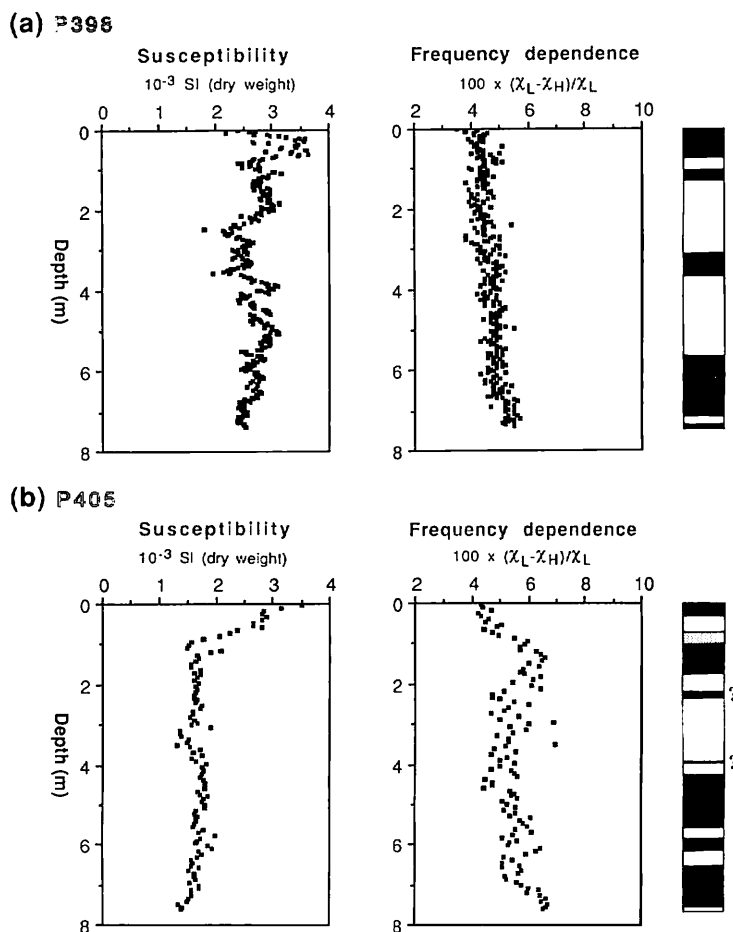 (a) P398
Susceptibility
10⁻³ SI (dry weight)
0 1 2 3 4
Frequency dependence
100 x (χL-χH)/χL
2 4 6 8 10
0
2
4
6
8
Depth (m)
0
2
4
6
8
(b) P405
Susceptibility
10⁻³ SI (dry weight)
0 1 2 3 4
Frequency dependence
100 x (χL-χH)/χL
2 4 6 8 10
0
2
4
6
8
Depth (m)
0
2
4
6
8
?
?